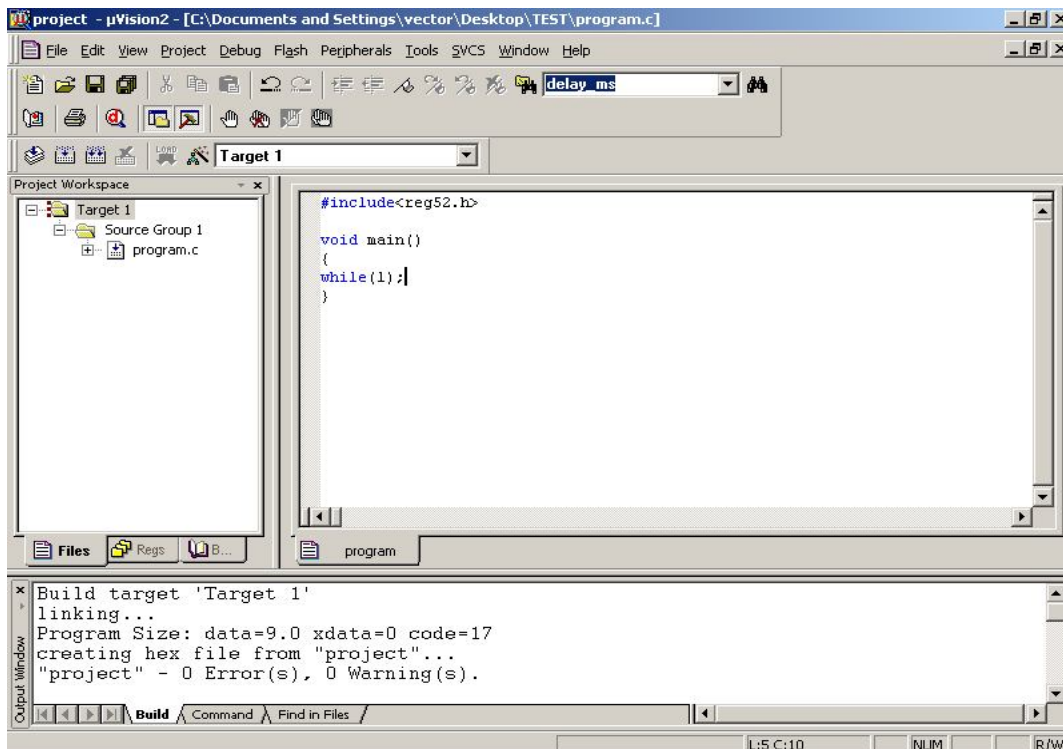 project - µVision2 - [C:\Documents and Settings\vector\Desktop\TEST\program.c]
File Edit View Project Debug Flash Peripherals Tools SVCS Window Help
delay_ms
LOAD Target 1
Project Workspace
Target 1
Source Group 1
program.c
#include<reg52.h>
void main()
{
while(1);
}
Files Regs B...
program
Build target 'Target 1'
linking...
Program Size: data=9.0 xdata=0 code=17
creating hex file from "project"...
"project" - 0 Error(s), 0 Warning(s).
Output Window
Build Command Find in Files
L:5 C:10 NUM R/W